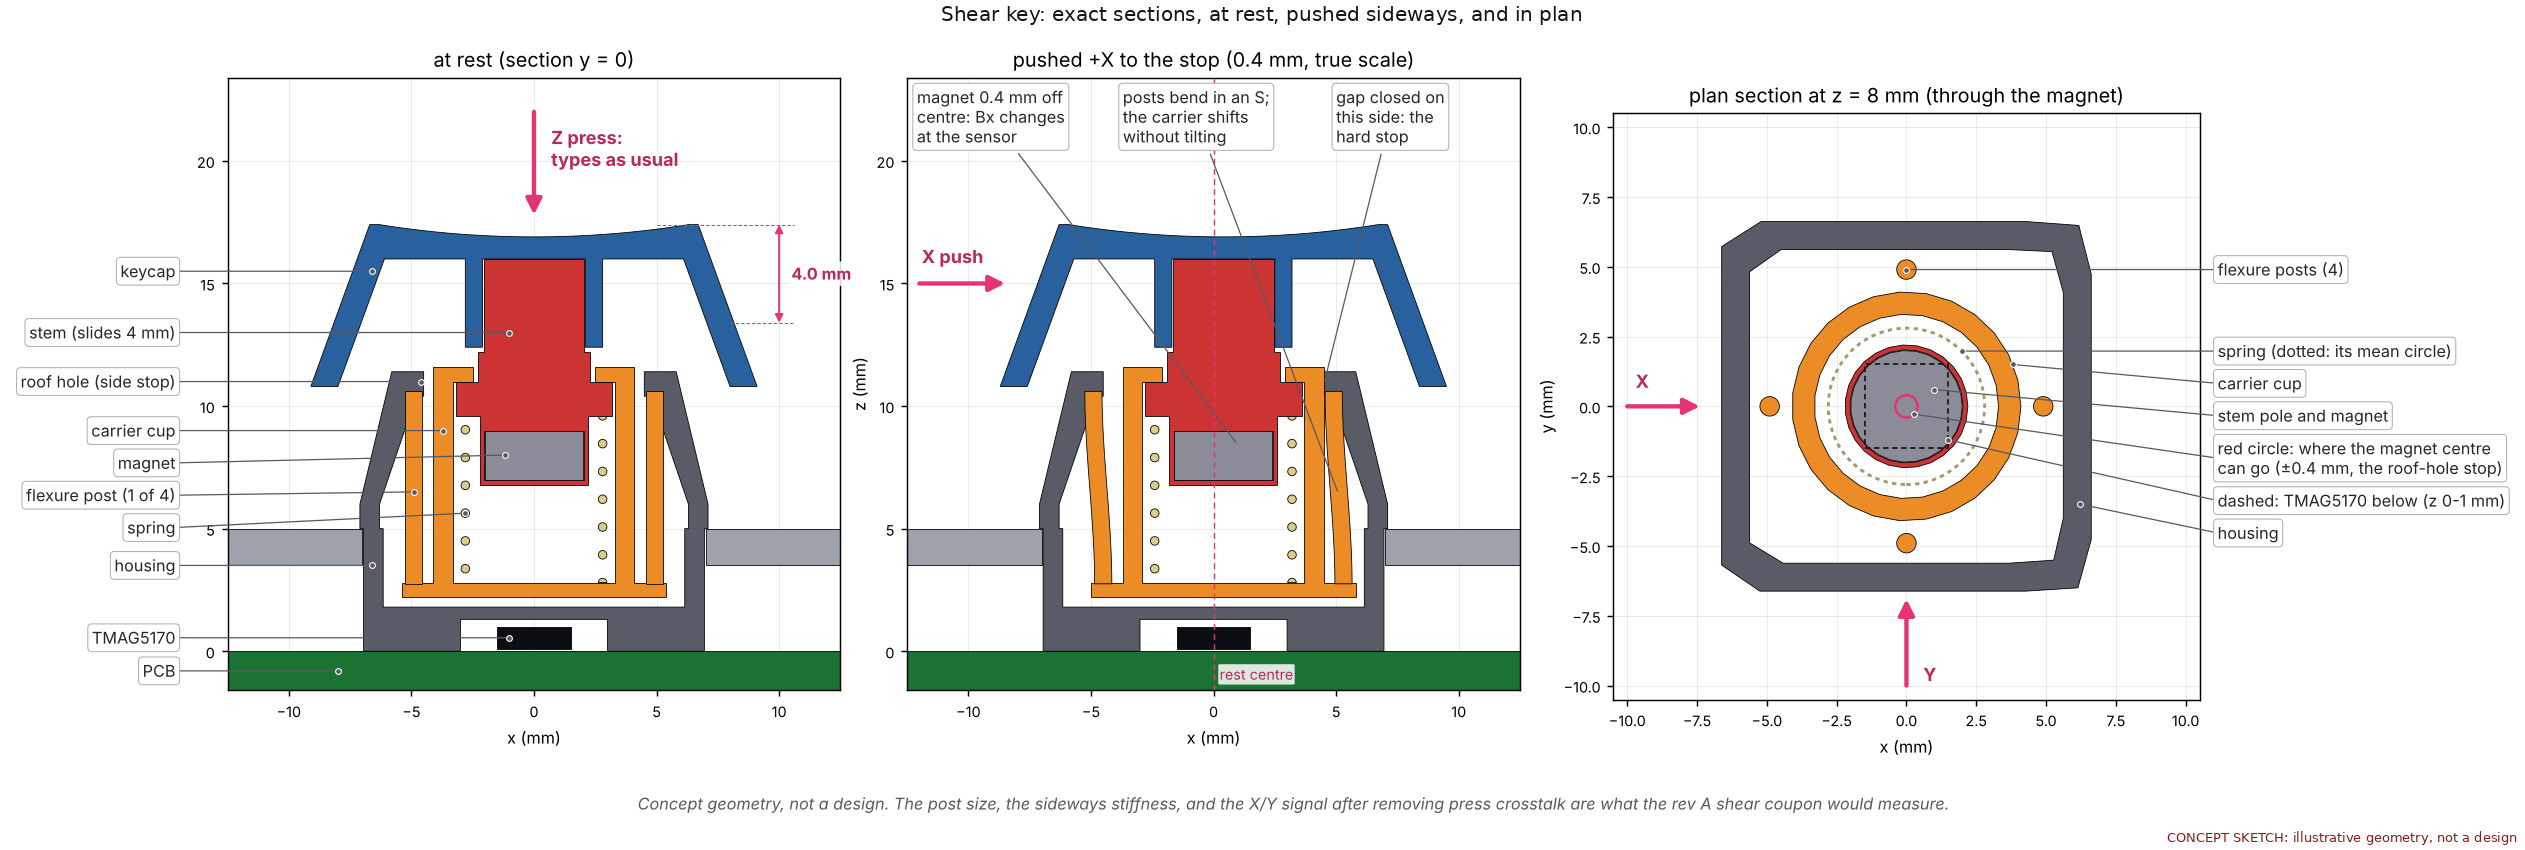 Shear key: exact sections, at rest, pushed sideways, and in plan
at rest (section y = 0)
Z press:
types as usual
4.0 mm
keycap
stem (slides 4 mm)
roof hole (side stop)
carrier cup
magnet
flexure post (1 of 4)
spring
housing
TMAG5170
PCB
20
15
10
5
0
−10
−5
0
5
10
x (mm)
pushed +X to the stop (0.4 mm, true scale)
magnet 0.4 mm off
centre: Bx changes
at the sensor
posts bend in an S;
the carrier shifts
without tilting
gap closed on
this side: the
hard stop
X push
rest centre
z (mm)
20
15
10
5
0
−10
−5
0
5
10
x (mm)
plan section at z = 8 mm (through the magnet)
X
Y
flexure posts (4)
spring (dotted: its mean circle)
carrier cup
stem pole and magnet
red circle: where the magnet centre
can go (±0.4 mm, the roof-hole stop)
dashed: TMAG5170 below (z 0-1 mm)
housing
y (mm)
10.0
7.5
5.0
2.5
0.0
−2.5
−5.0
−7.5
−10.0
−10.0
−7.5
−5.0
−2.5
0.0
2.5
5.0
7.5
10.0
x (mm)
Concept geometry, not a design. The post size, the sideways stiffness, and the X/Y signal after removing press crosstalk are what the rev A shear coupon would measure.
CONCEPT SKETCH: illustrative geometry, not a design